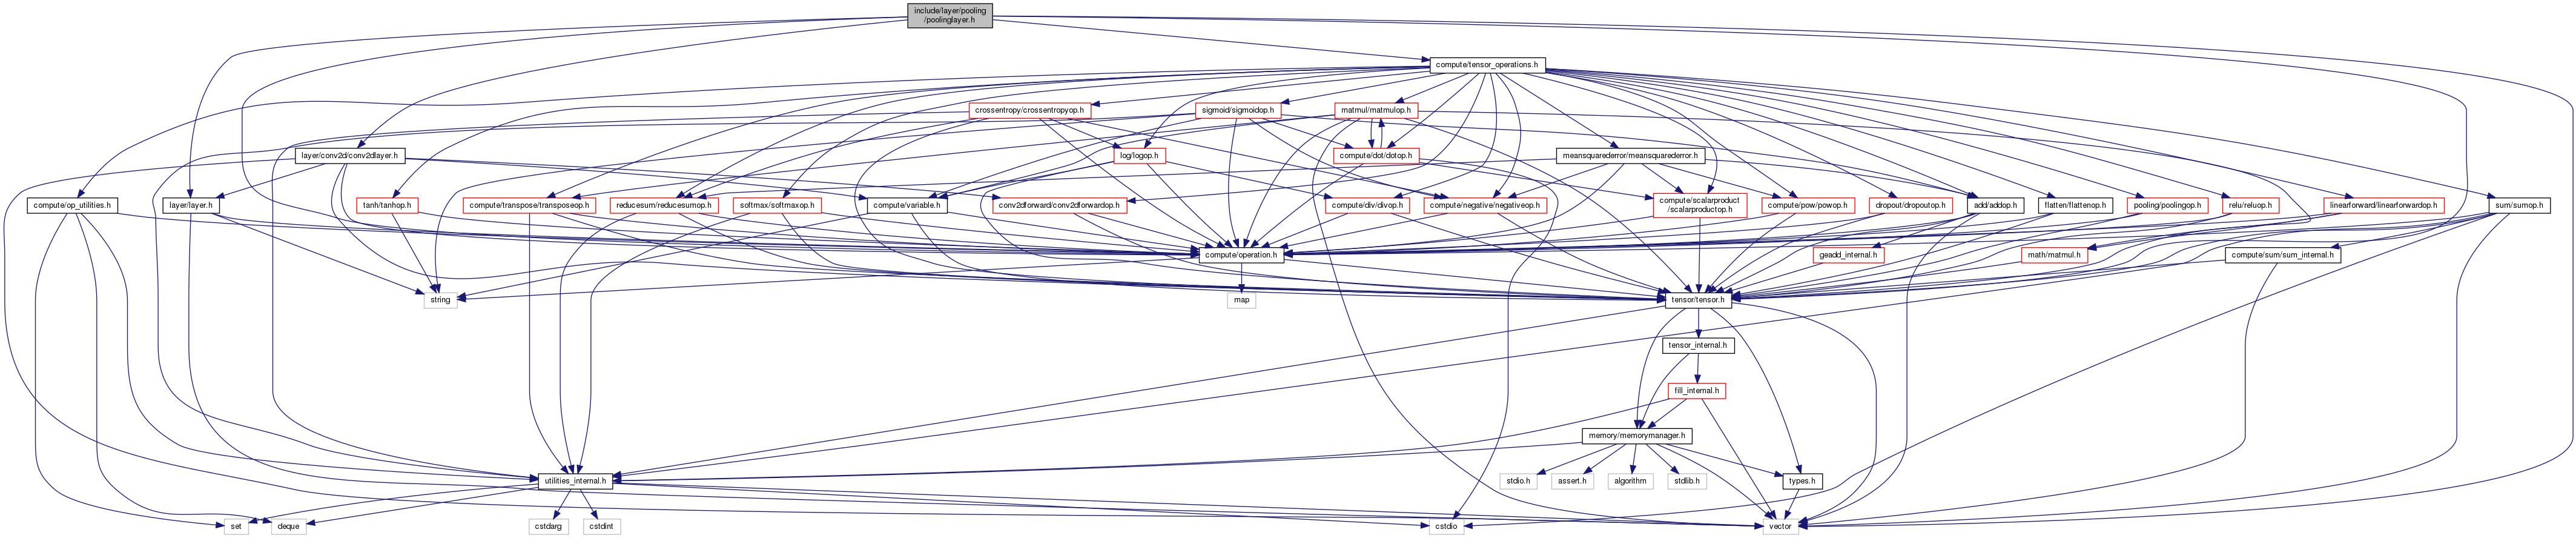 include/layer/pooling
/poolinglayer.h
compute/tensor_operations.h
crossentropy/crossentropyop.h
sigmoid/sigmoidop.h
matmul/matmulop.h
layer/conv2d/conv2dlayer.h
log/logop.h
compute/dot/dotop.h
meansquarederror/meansquarederror.h
compute/op_utilities.h
layer/layer.h
tanh/tanhop.h
compute/transpose/transposeop.h
reducesum/reducesumop.h
softmax/softmaxop.h
compute/variable.h
conv2dforward/conv2dforwardop.h
compute/div/divop.h
compute/negative/negativeop.h
compute/scalarproduct
/scalarproductop.h
compute/pow/powop.h
dropout/dropoutop.h
add/addop.h
flatten/flattenop.h
pooling/poolingop.h
relu/reluop.h
linearforward/linearforwardop.h
sum/sumop.h
compute/operation.h
geadd_internal.h
math/matmul.h
compute/sum/sum_internal.h
string
map
tensor/tensor.h
tensor_internal.h
fill_internal.h
memory/memorymanager.h
utilities_internal.h
stdio.h
assert.h
algorithm
stdlib.h
types.h
set
deque
cstdarg
cstdint
cstdio
vector